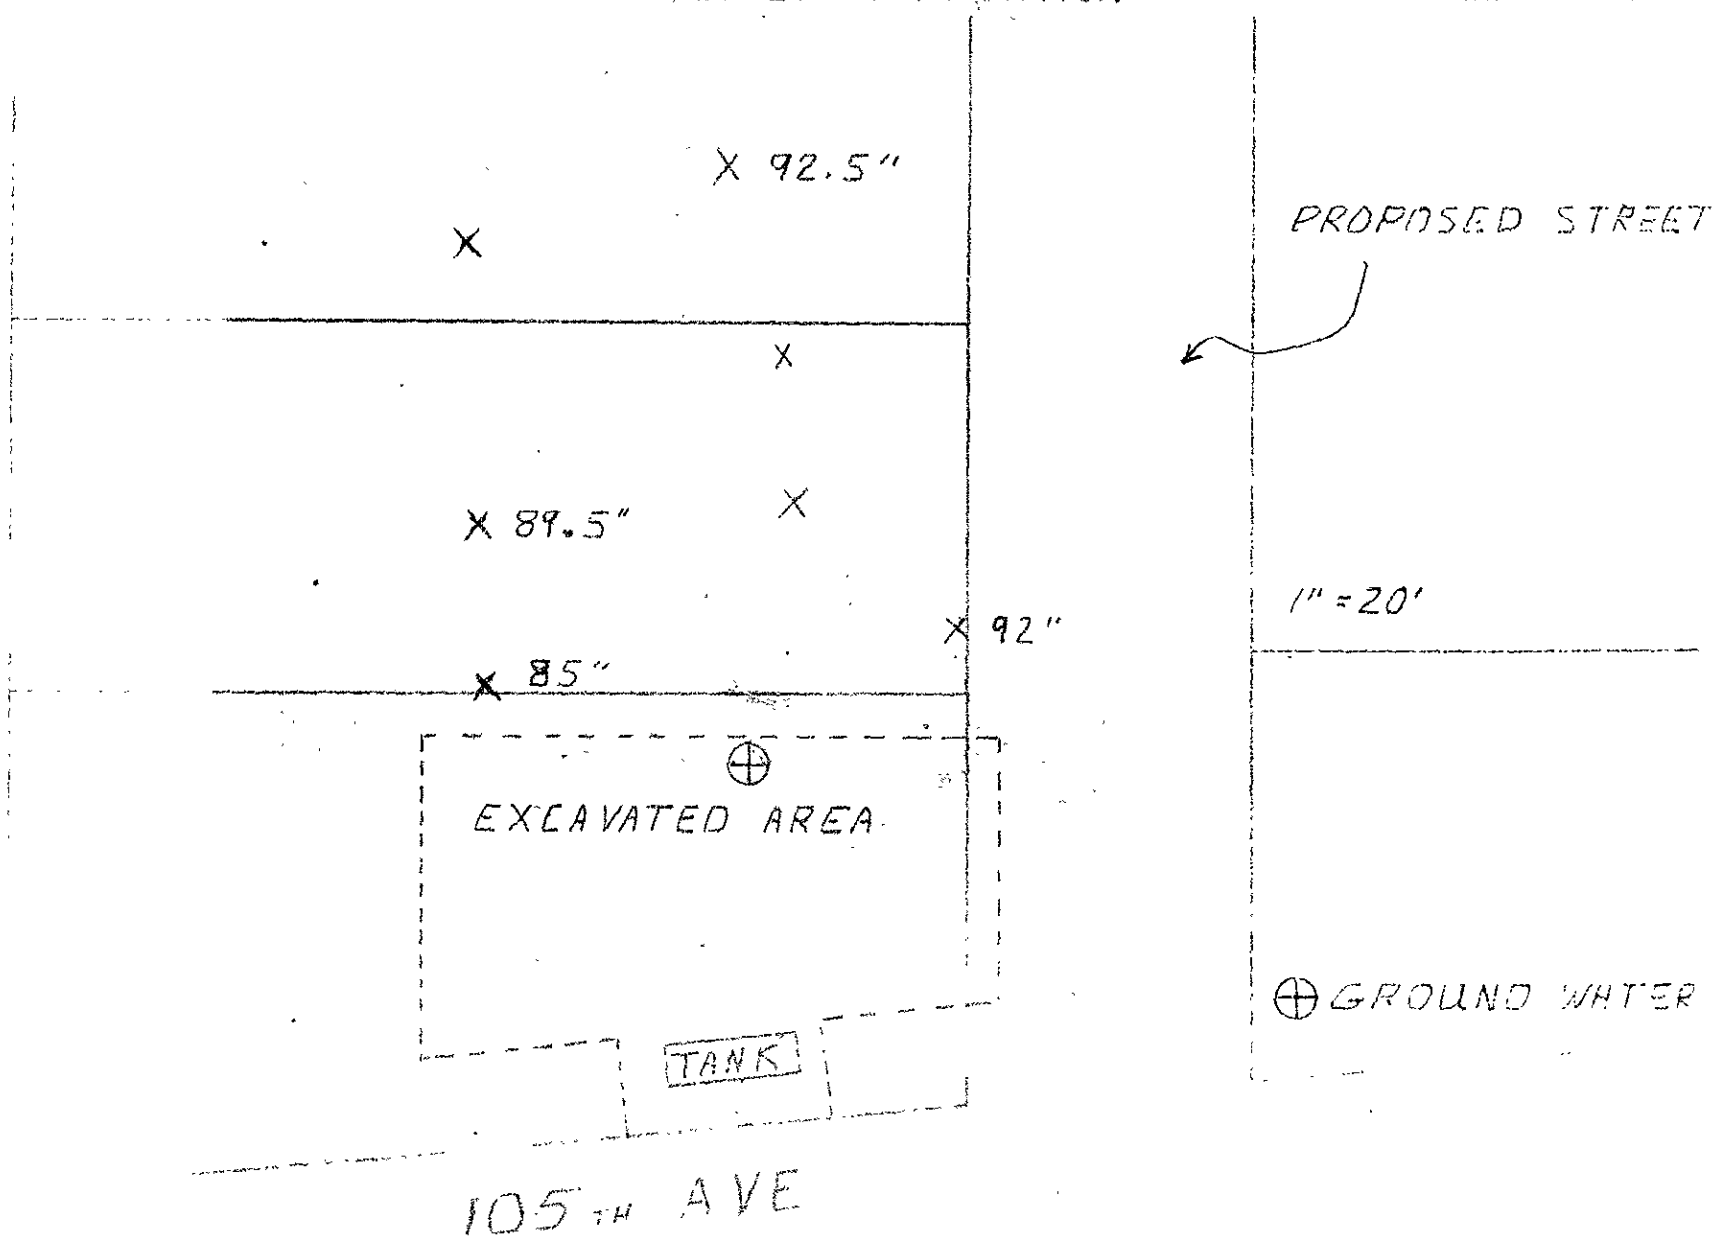 X 92.5"
PROPOSED STREET
X
X
X 89.5"
X
1" = 20'
X 92"
X 85"
EXCAVATED AREA
GROUND WATER
TANK
105TH AVE